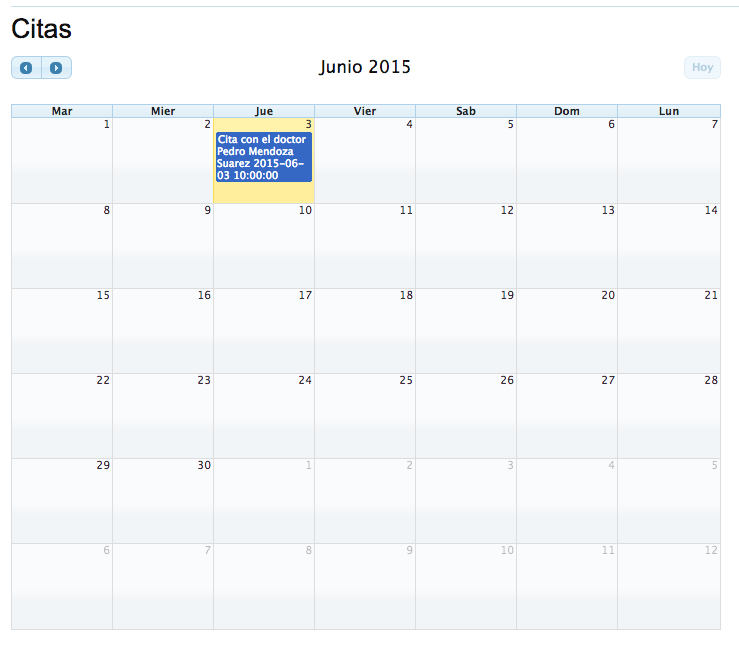 Citas
Junio 2015
Hoy
Mar Mier Jue Vier Sab Dom Lun
1 2 3 4 5 6 7
Cita con el doctor
Pedro Mendoza
Suarez 2015-06-
03 10:00:00
8 9 10 11 12 13 14
15 16 17 18 19 20 21
22 23 24 25 26 27 28
29 30 1 2 3 4 5
6 7 8 9 10 11 12